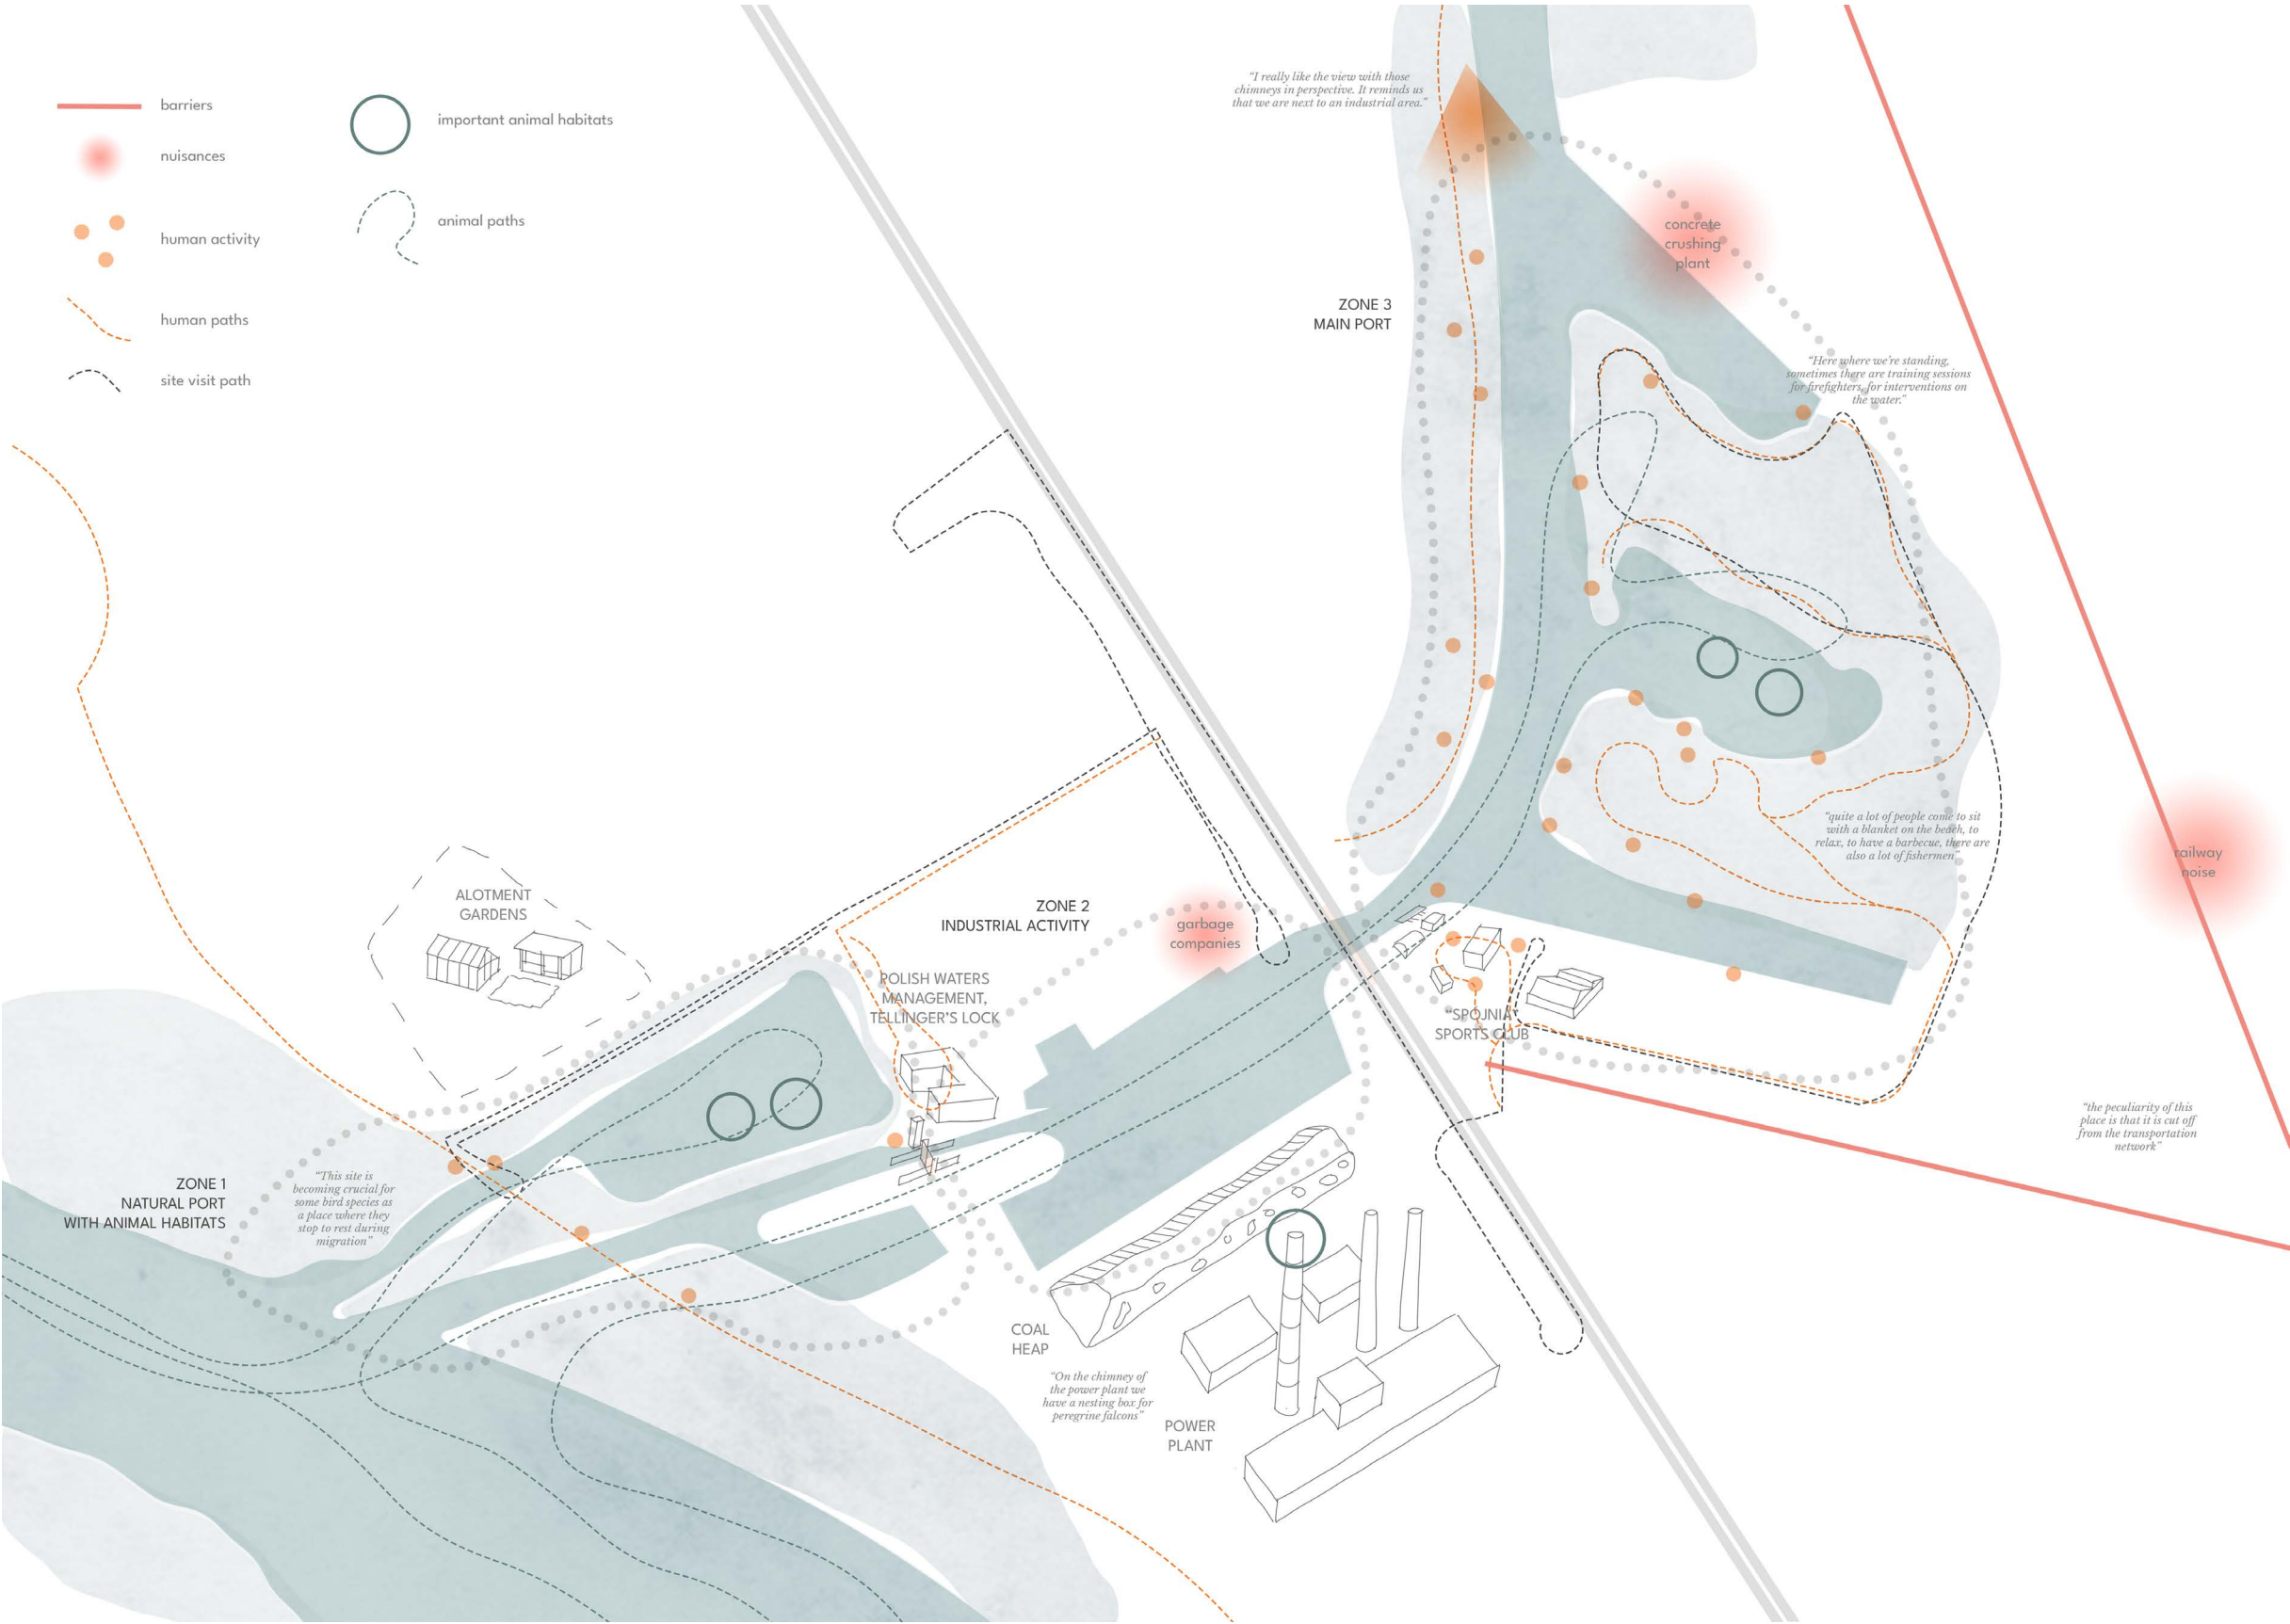 barriers
nuisances
human activity
human paths
site visit path
important animal habitats
animal paths
“I really like the view with those
chimneys in perspective. It reminds us
that we are next to an industrial area.”
concrete
crushing
plant
ZONE 3
MAIN PORT
“Here where we’re standing,
sometimes there are training sessions
for firefighters, for interventions on
the water.”
“quite a lot of people come to sit
with a blanket on the beach, to
relax, to have a barbecue, there are
also a lot of fishermen”
railway
noise
ALOTMENT
GARDENS
ZONE 2
INDUSTRIAL ACTIVITY
garbage
companies
POLISH WATERS
MANAGEMENT,
TELLINGER’S LOCK
“SPOJNIA”
SPORTS CLUB
“the peculiarity of this
place is that it is cut off
from the transportation
network”
ZONE 1
NATURAL PORT
WITH ANIMAL HABITATS
“This site is
becoming crucial for
some bird species as
a place where they
stop to rest during
migration”
COAL
HEAP
“On the chimney of
the power plant we
have a nesting box for
peregrine falcons”
POWER
PLANT